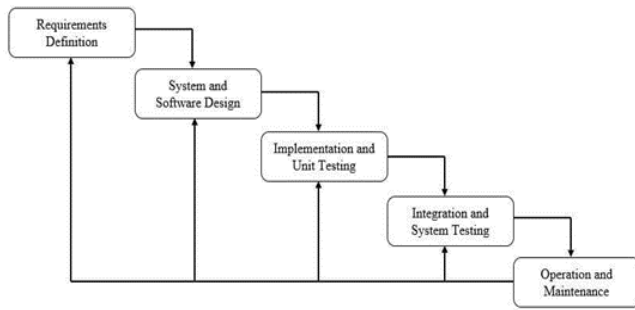 Requirements
Definition
System and
Software Design
Implementation and
Unit Testing
Integration and
System Testing
Operation and
Maintenance